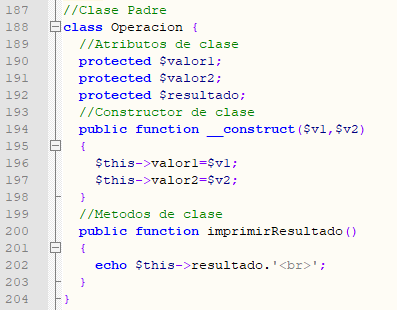 187 //Clase Padre
188 class Operacion {
189 //Atributos de clase
190 protected $valor1;
191 protected $valor2;
192 protected $resultado;
193 //Constructor de clase
194 public function __construct($v1,$v2)
195 {
196 $this->valor1=$v1;
197 $this->valor2=$v2;
198 }
199 //Metodos de clase
200 public function imprimirResultado()
201 {
202 echo $this->resultado.'<br>';
203 }
204 }